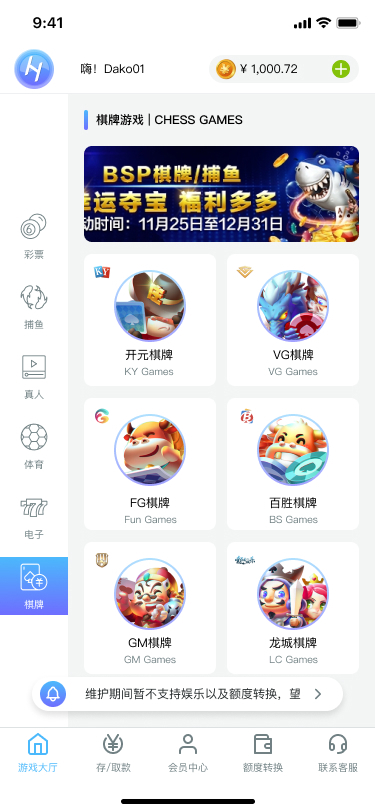 9:41
嗨！Dako01
¥ 1,000.72
棋牌游戏 | CHESS GAMES
BSP棋牌/捕鱼
运夺宝 福利多多
动时间：11月25日至12月31日
彩票
捕鱼
真人
体育
电子
棋牌
KY
开元棋牌
KY Games
VG棋牌
VG Games
FG棋牌
Fun Games
百胜棋牌
BS Games
GM棋牌
GM Games
龙城棋牌
LC Games
维护期间暂不支持娱乐以及额度转换，望
游戏大厅
存/取款
会员中心
额度转换
联系客服